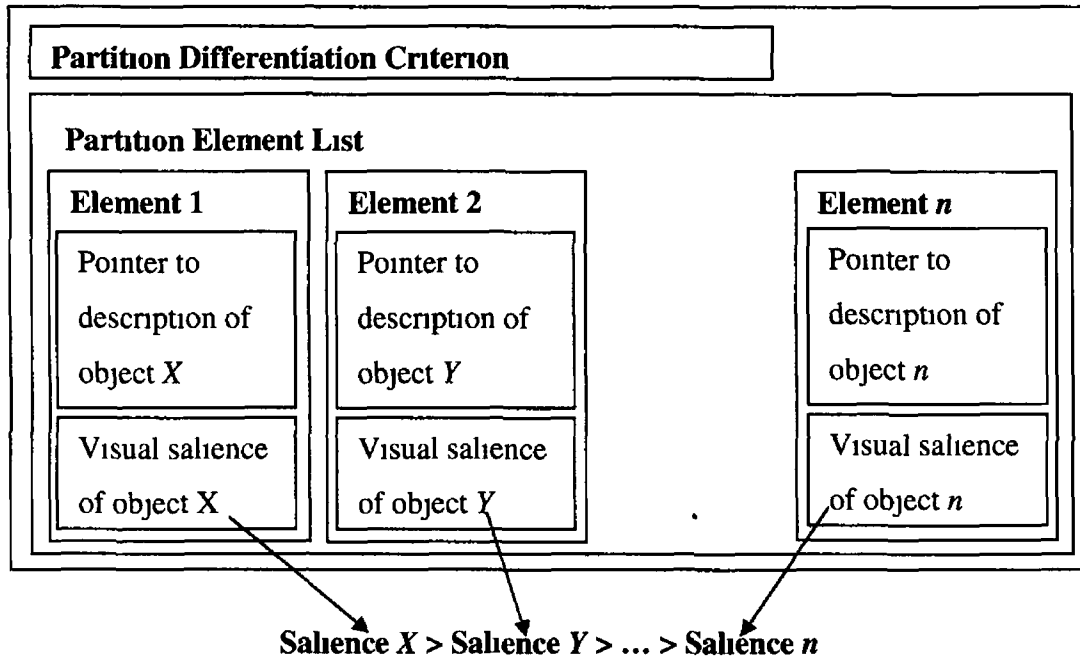 Partition Differentiation Criterion
Partition Element List
Element 1
Pointer to
description of
object X
Visual salience
of object X
Element 2
Pointer to
description of
object Y
Visual salience
of object Y
Element n
Pointer to
description of
object n
Visual salience
of object n
Salience X > Salience Y > ... > Salience n